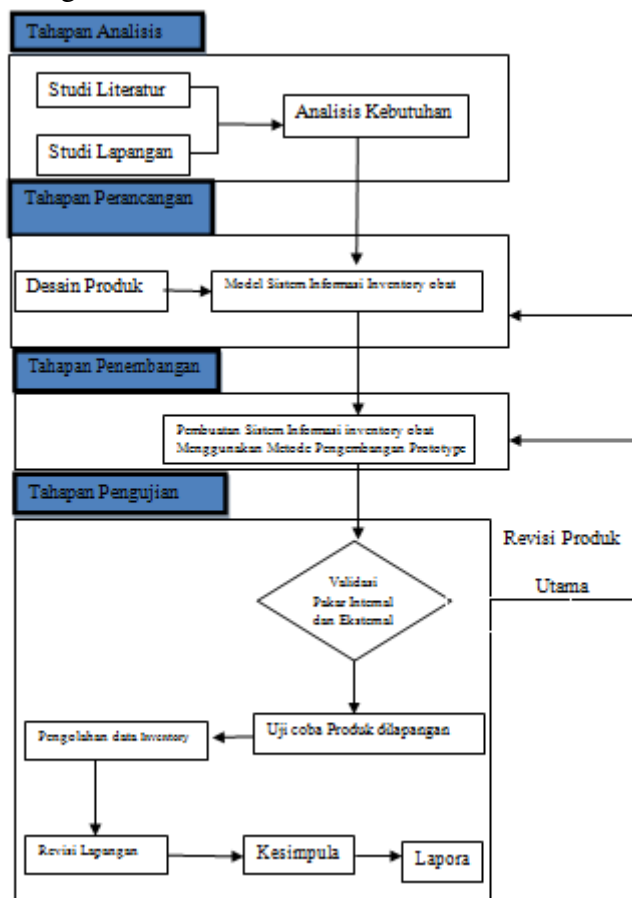 Tahapan Analisis
Studi Literatur
Analisis Kebutuhan
Studi Lapangan
Tahapan Perancangan
Desain Produk
Model Sistem Informasi Inventory obat
Tahapan Penembangan
Pembuatan Sistem Informasi inventory obat
Menggunakan Metode Pengembangan Prototype
Tahapan Pengujian
Revisi Produk
Utama
Validasi
Pakar Internal
dan Eksternal
Uji coba Produk dilapangan
Pengolahan data Inventory
Revisi Lapangan
Kesimpula
Lapora